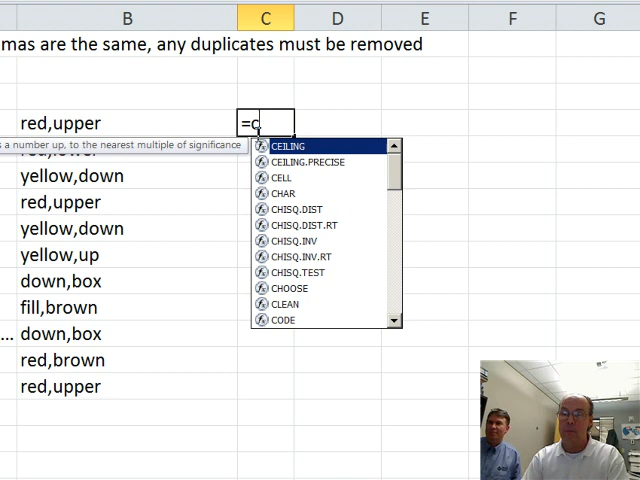 B C D E F G
mas are the same, any duplicates must be removed
red,upper =c
s a number up, to the nearest multiple of significance
CEILING
CEILING.PRECISE
yellow,down CELL
CHAR
red,upper CHISQ.DIST
yellow,down CHISQ.DIST.RT
CHISQ.INV
yellow,up CHISQ.INV.RT
down,box CHISQ.TEST
CHOOSE
fill,brown CLEAN
CODE
... down,box
red,brown
red,upper